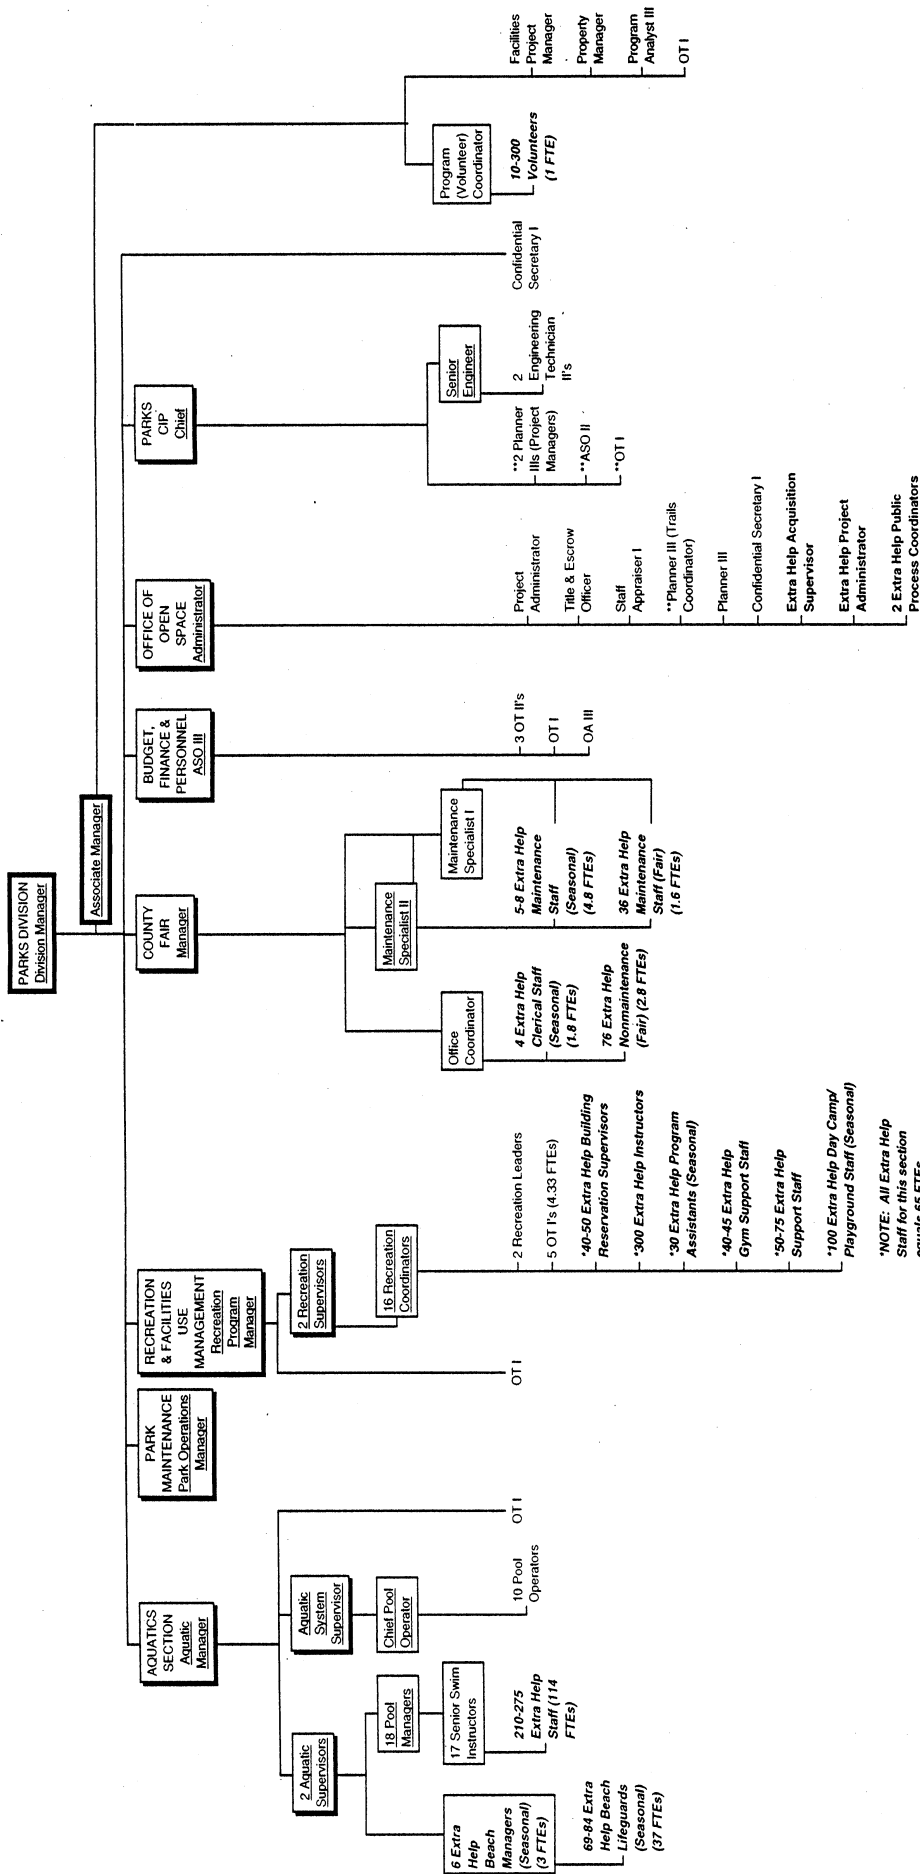 PARKS DIVISION
Division Manager
Associate Manager
AQUATICS
SECTION
Aquatic
Manager
2 Aquatic
Supervisors
6 Extra
Help
Beach
Managers
(Seasonal)
(3 FTEs)
69-84 Extra
Help Beach
Lifeguards
(Seasonal)
(37 FTEs)
18 Pool
Managers
17 Senior Swim
Instructors
210-275
Extra Help
Staff (114
FTEs)
Aquatic
System
Supervisor
Chief Pool
Operator
10 Pool
Operators
OT I
PARK
MAINTENANCE
Park Operations
Manager
RECREATION
& FACILITIES
USE
MANAGEMENT
Recreation
Program
Manager
OT I
2 Recreation
Supervisors
16 Recreation
Coordinators
2 Recreation Leaders
5 OT I's (4.33 FTEs)
*40-50 Extra Help Building
Reservation Supervisors
*300 Extra Help Instructors
*30 Extra Help Program
Assistants (Seasonal)
*40-45 Extra Help
Gym Support Staff
*50-75 Extra Help
Support Staff
*100 Extra Help Day Camp/
Playground Staff (Seasonal)
*NOTE: All Extra Help
Staff for this section
equals 65 FTEs
COUNTY
FAIR
Manager
Office
Coordinator
4 Extra Help
Clerical Staff
(Seasonal)
(1.8 FTEs)
76 Extra Help
Nonmaintenance
(Fair) (2.8 FTEs)
Maintenance
Specialist II
Maintenance
Specialist I
5-8 Extra Help
Maintenance
Staff
(Seasonal)
(4.8 FTEs)
36 Extra Help
Maintenance
Staff (Fair)
(1.6 FTEs)
BUDGET,
FINANCE &
PERSONNEL
ASO III
3 OT II's
OT I
OA III
OFFICE OF
OPEN
SPACE
Administrator
Project
Administrator
Title & Escrow
Officer
Staff
Appraiser I
**Planner III (Trails
Coordinator)
Planner III
Confidential Secretary I
Extra Help Acquisition
Supervisor
Extra Help Project
Administrator
2 Extra Help Public
Process Coordinators
PARKS
CIP
Chief
**2 Planner
IIIs (Project
Managers)
**ASO II
**OT I
Senior
Engineer
2
Engineering
Technician
II's
Confidential
Secretary I
Program
(Volunteer)
Coordinator
10-300
Volunteers
(1 FTE)
Facilities
Project
Manager
Property
Manager
Program
Analyst III
OT I